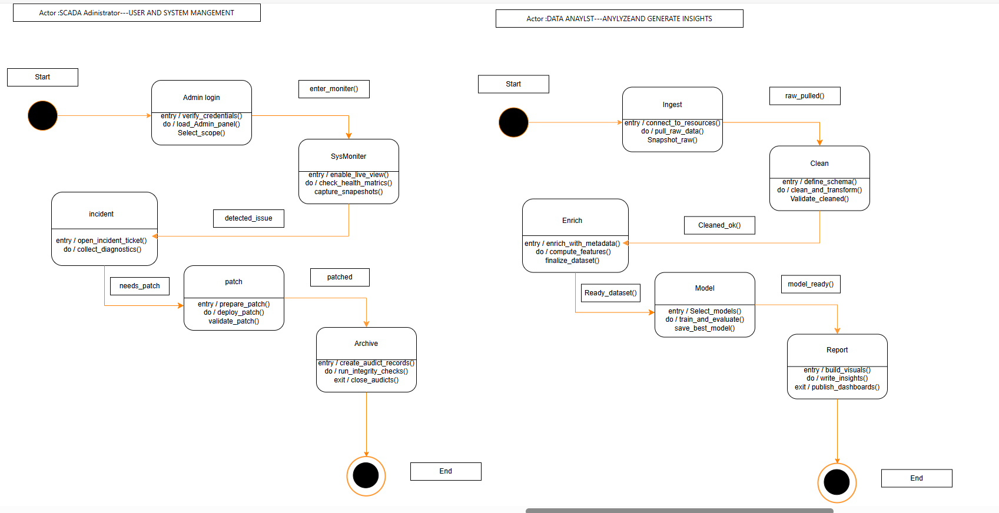 Actor :SCADA Adinistrator---USER AND SYSTEM MANGEMENT
Start
Admin login
entry / verify_credentials()
do / load_Admin_panel()
Select_scope()
enter_moniter()
SysMoniter
entry / enable_live_view()
do / check_health_matrics()
capture_snapeshots()
detected_issue
incident
entry / open_incident_ticket()
do / collect_diagnostics()
needs_patch
patch
entry / prepare_patch()
do / deploy_patch()
validate_patch()
patched
Archive
entry / create_audict_records()
do / run_integrity_checks()
exit / close_audicts()
End
Actor :DATA ANAYLST---ANYLYZEAND GENERATE INSIGHTS
Start
Ingest
entry / connect_to_resources()
do / pull_raw_data()
Snapshot_raw()
raw_pulled()
Clean
entry / define_schema()
do / clean_and_transform()
Validate_cleaned()
Cleaned_ok()
Enrich
entry / enrich_with_metadata()
do / compute_features()
finalize_dataset()
Ready_dataset()
Model
entry / Select_models()
do / train_and_evaluate()
save_best_model()
model_ready()
Report
entry / build_visuals()
do / write_insights()
exit / publish_dashboards()
End